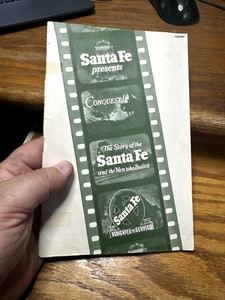 Santa Fe
presents
CONQUEST
The Story of the
Santa Fe
and the Men who Built it
Santa Fe